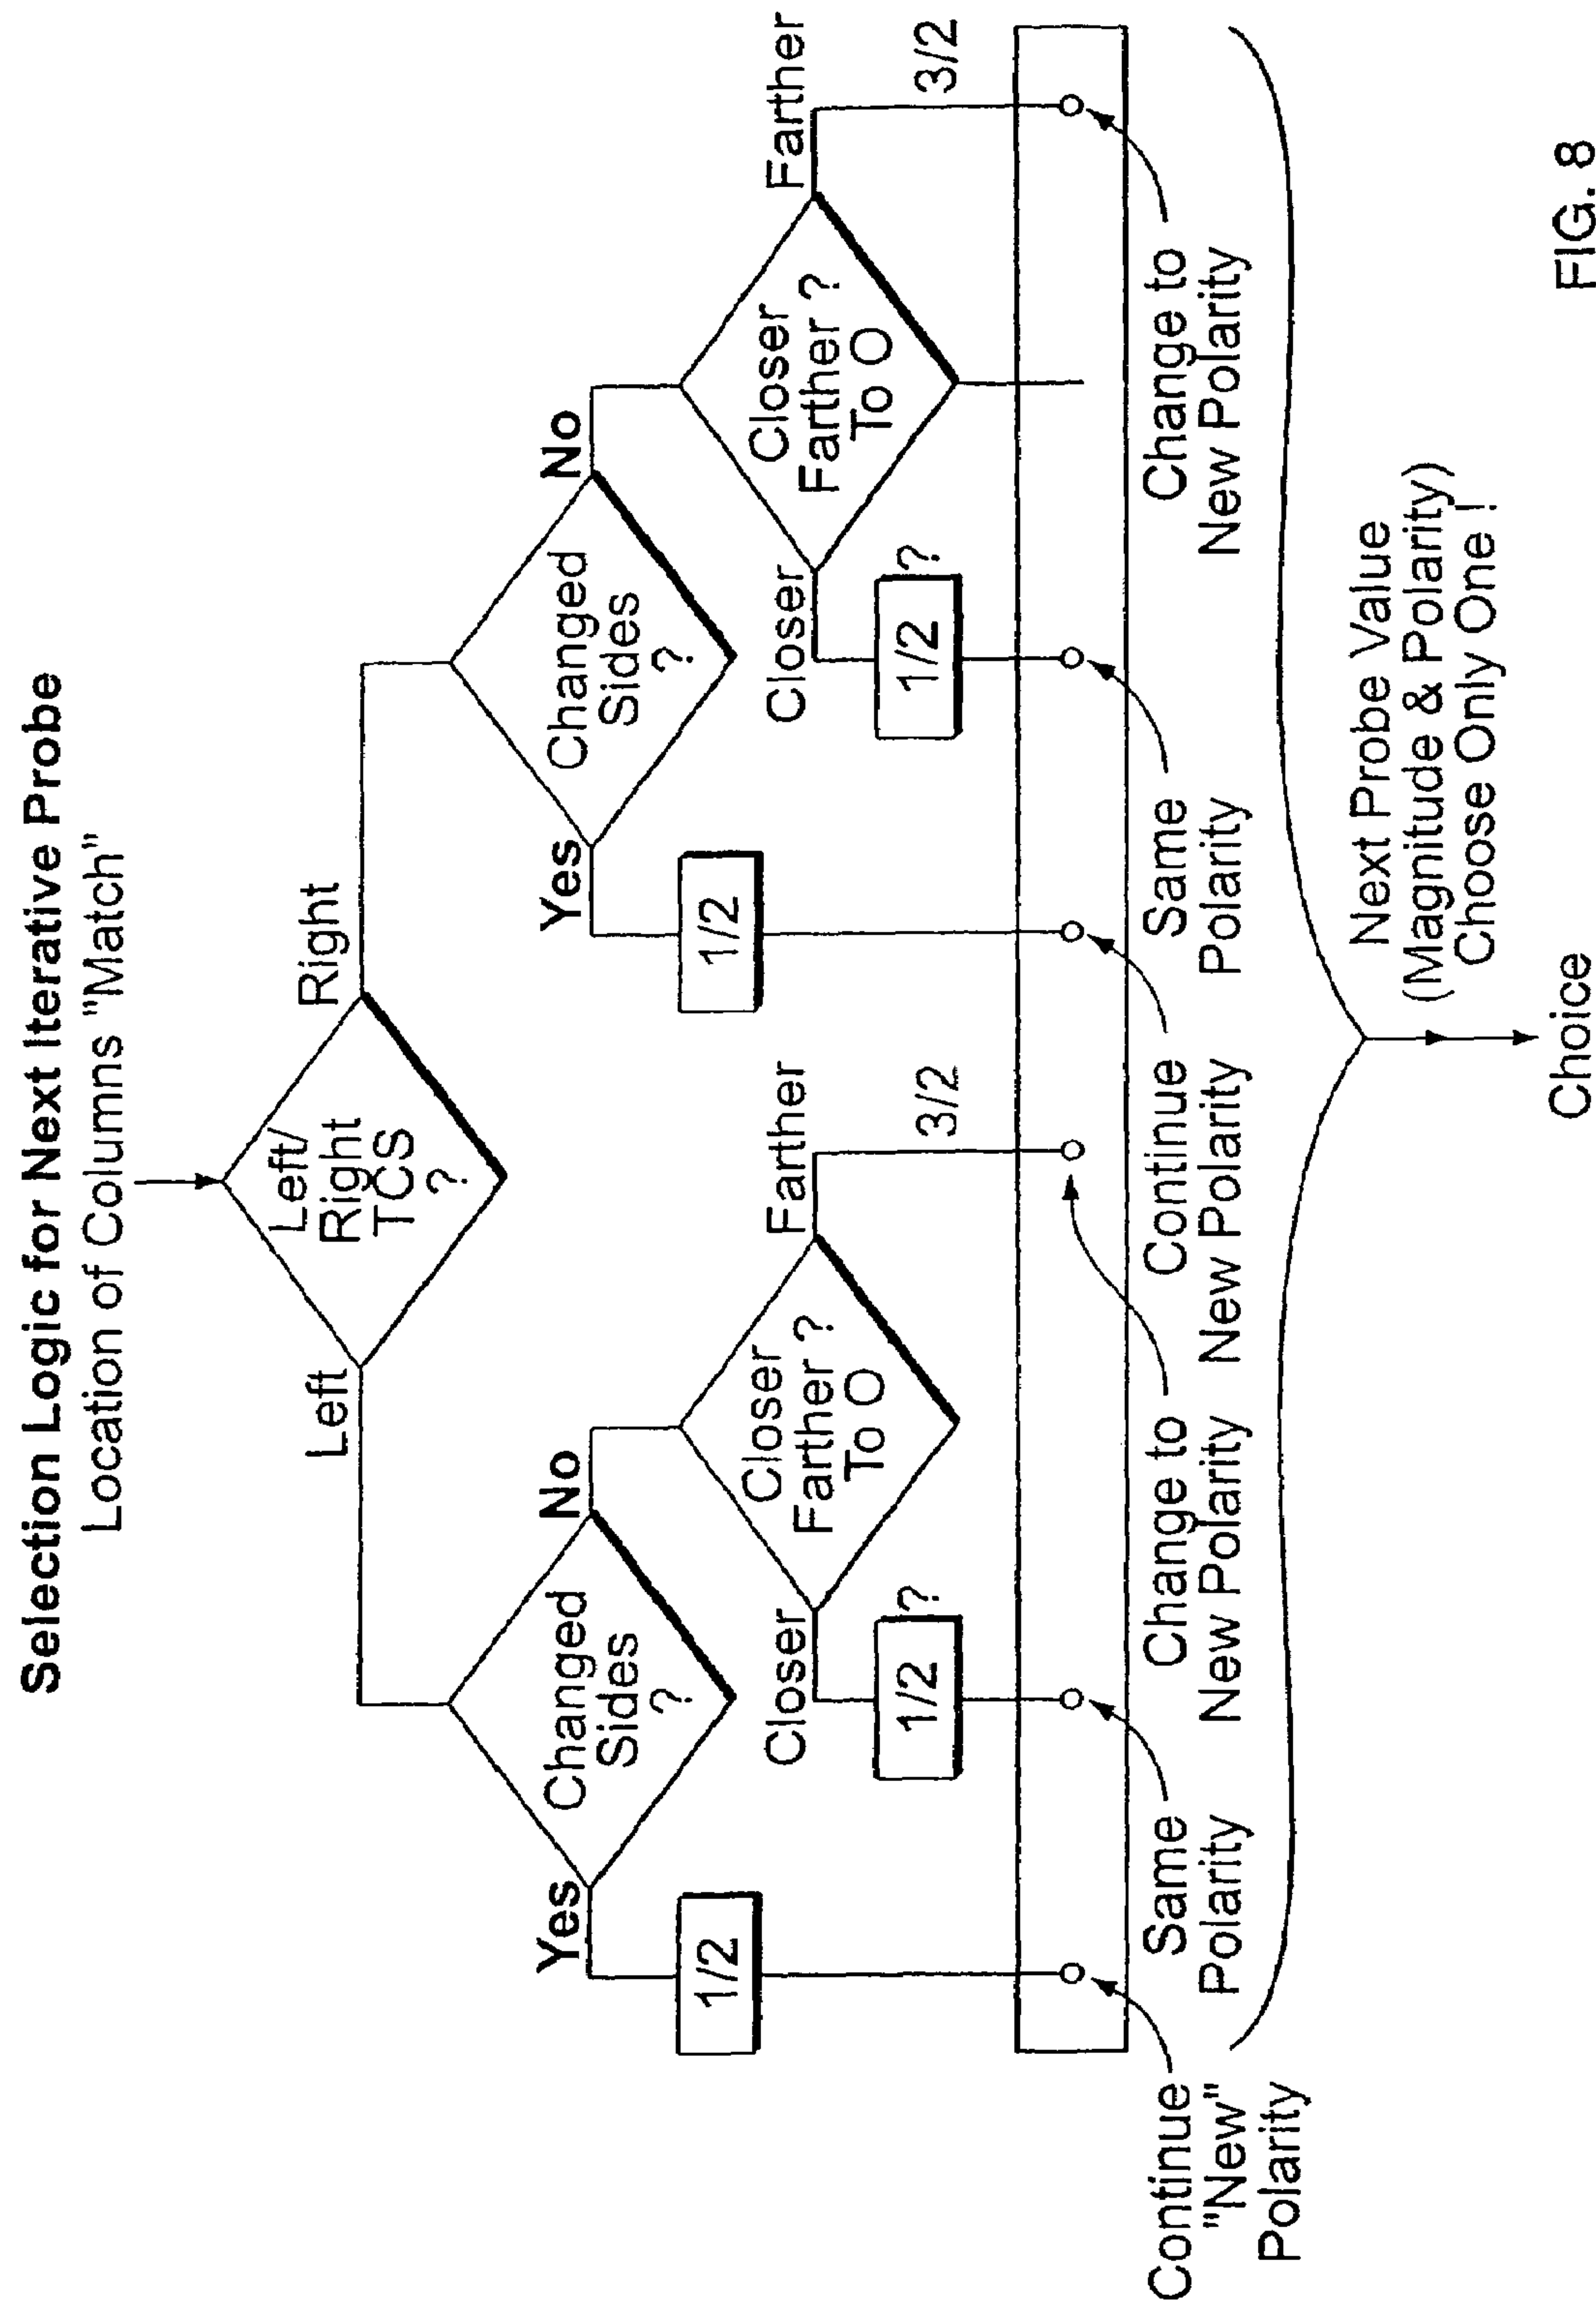 Selection Logic for Next Iterative Probe
Location of Columns "Match"
Left/
Right
TCS
?
Left
Right
Changed
Sides
?
Yes
No
1/2
Closer
Farther ?
To O
Closer
Farther
1/2
?
3/2
Changed
Sides
?
Yes
No
1/2
Closer
Farther ?
To O
Closer
Farther
1/2
?
3/2
Continue
"New"
Polarity
Same
Polarity
Change to
New Polarity
Continue
New Polarity
Same
Polarity
Change to
New Polarity
Next Probe Value
(Magnitude & Polarity)
Choose Only One !
Choice
FIG. 8